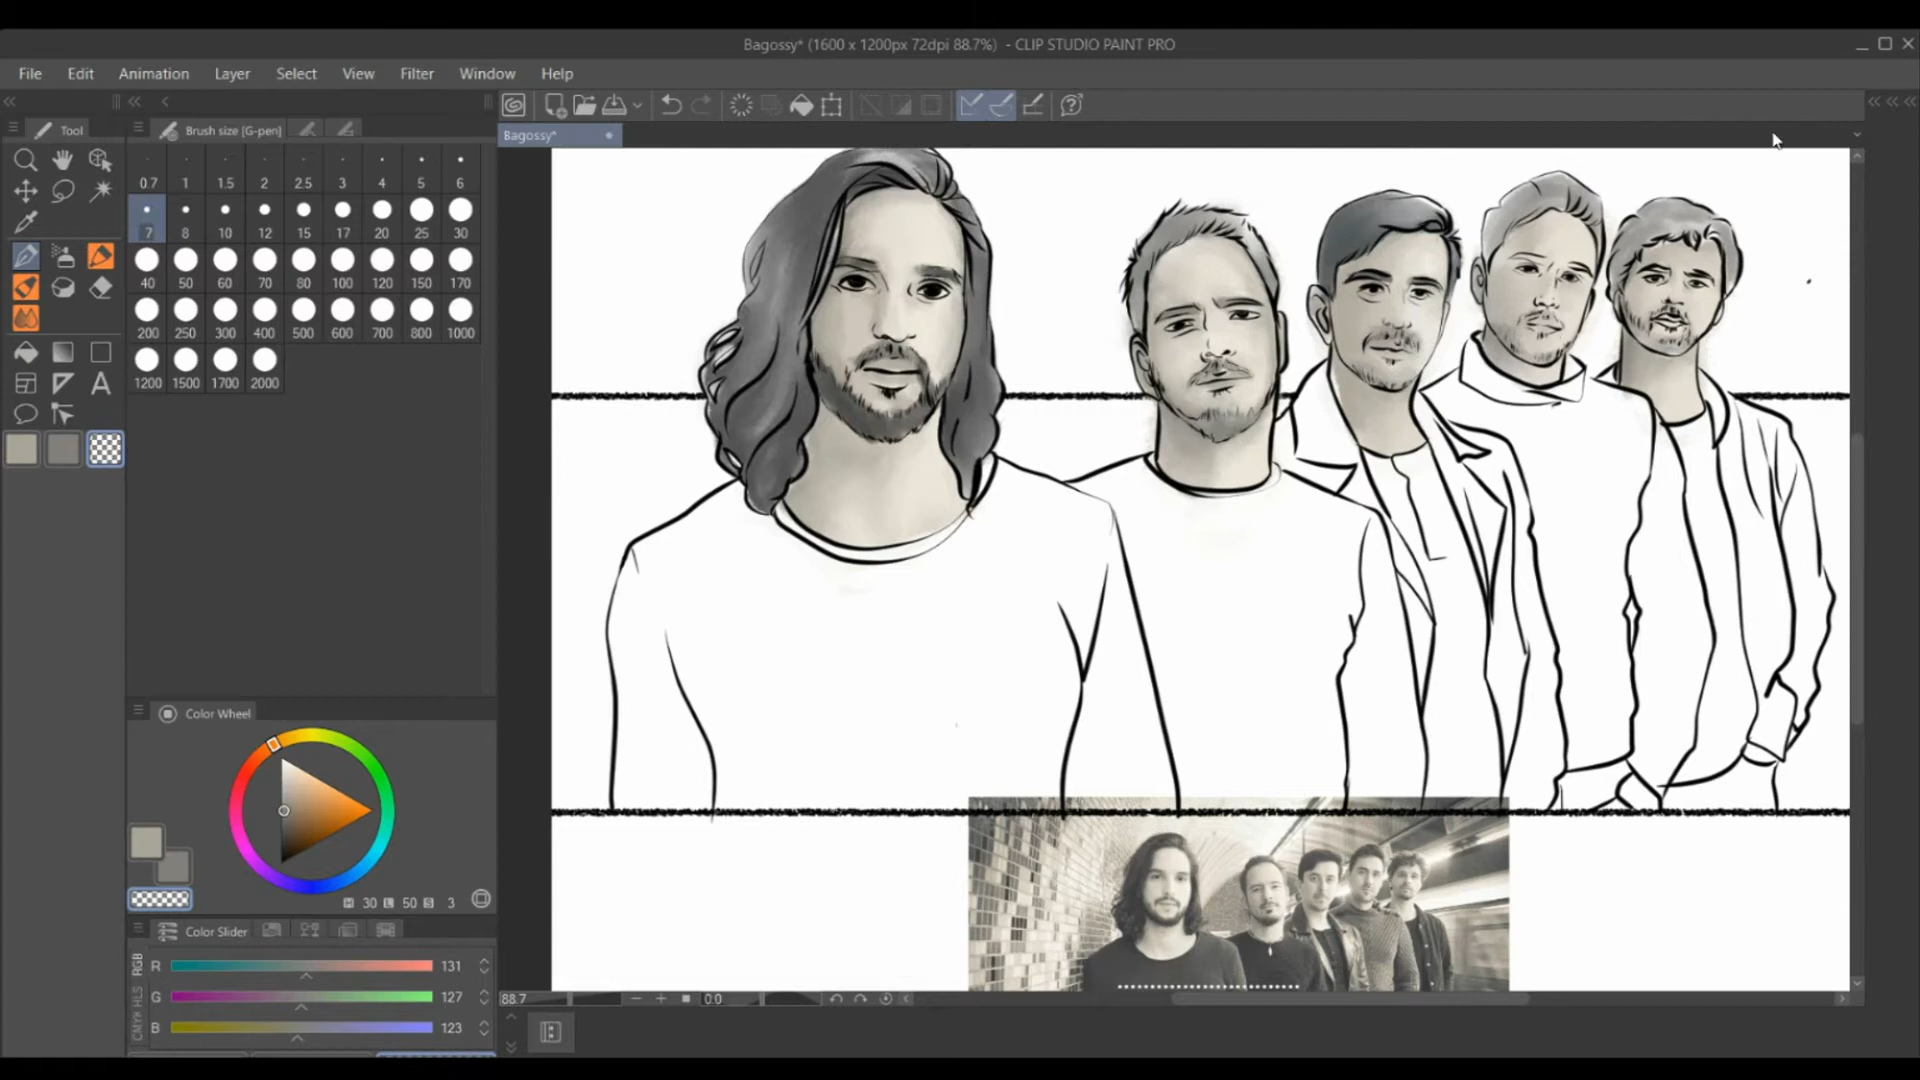 Bagossy* (1600 x 1200px 72dpi 88.7%) - CLIP STUDIO PAINT PRO
File Edit Animation Layer Select View Filter Window Help
Tool
Brush size [G-pen]
Bagossy*
0.7 1 1.5 2 2.5 3 4 5 6
7 8 10 12 15 17 20 25 30
40 50 60 70 80 100 120 150 170
200 250 300 400 500 600 700 800 1000
1200 1500 1700 2000
A
Color Wheel
H 30 L 50 S 3
Color Slider
RGB
HLS
CMYK
R 131
G 127
B 123
88.7
0.0